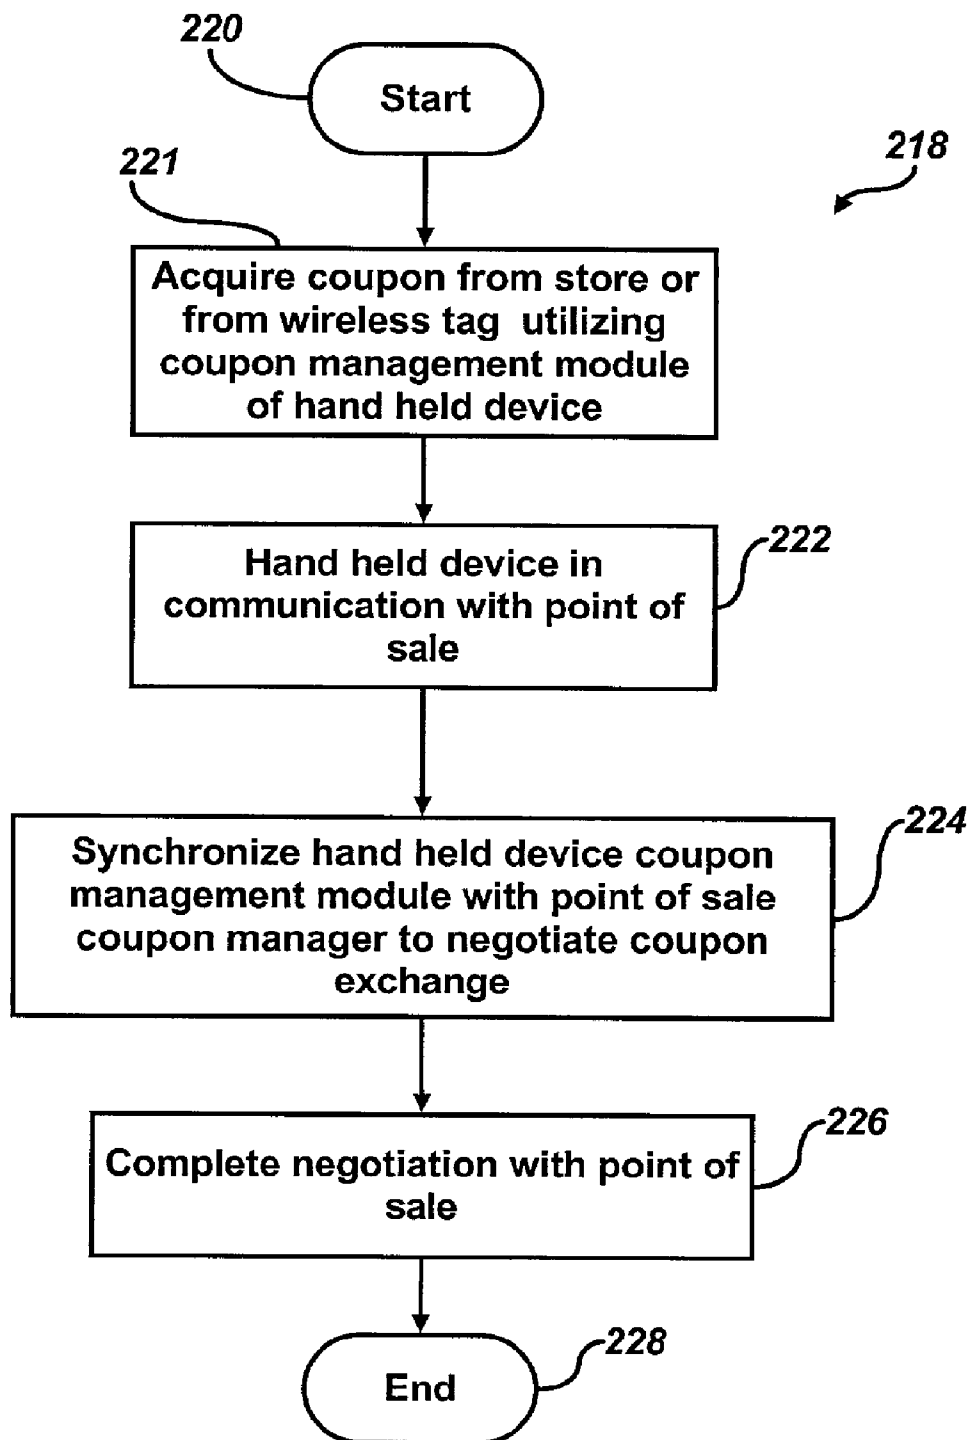 220
Start
218
221
Acquire coupon from store or
from wireless tag utilizing
coupon management module
of hand held device
222
Hand held device in
communication with point of
sale
224
Synchronize hand held device coupon
management module with point of sale
coupon manager to negotiate coupon
exchange
226
Complete negotiation with point of
sale
228
End